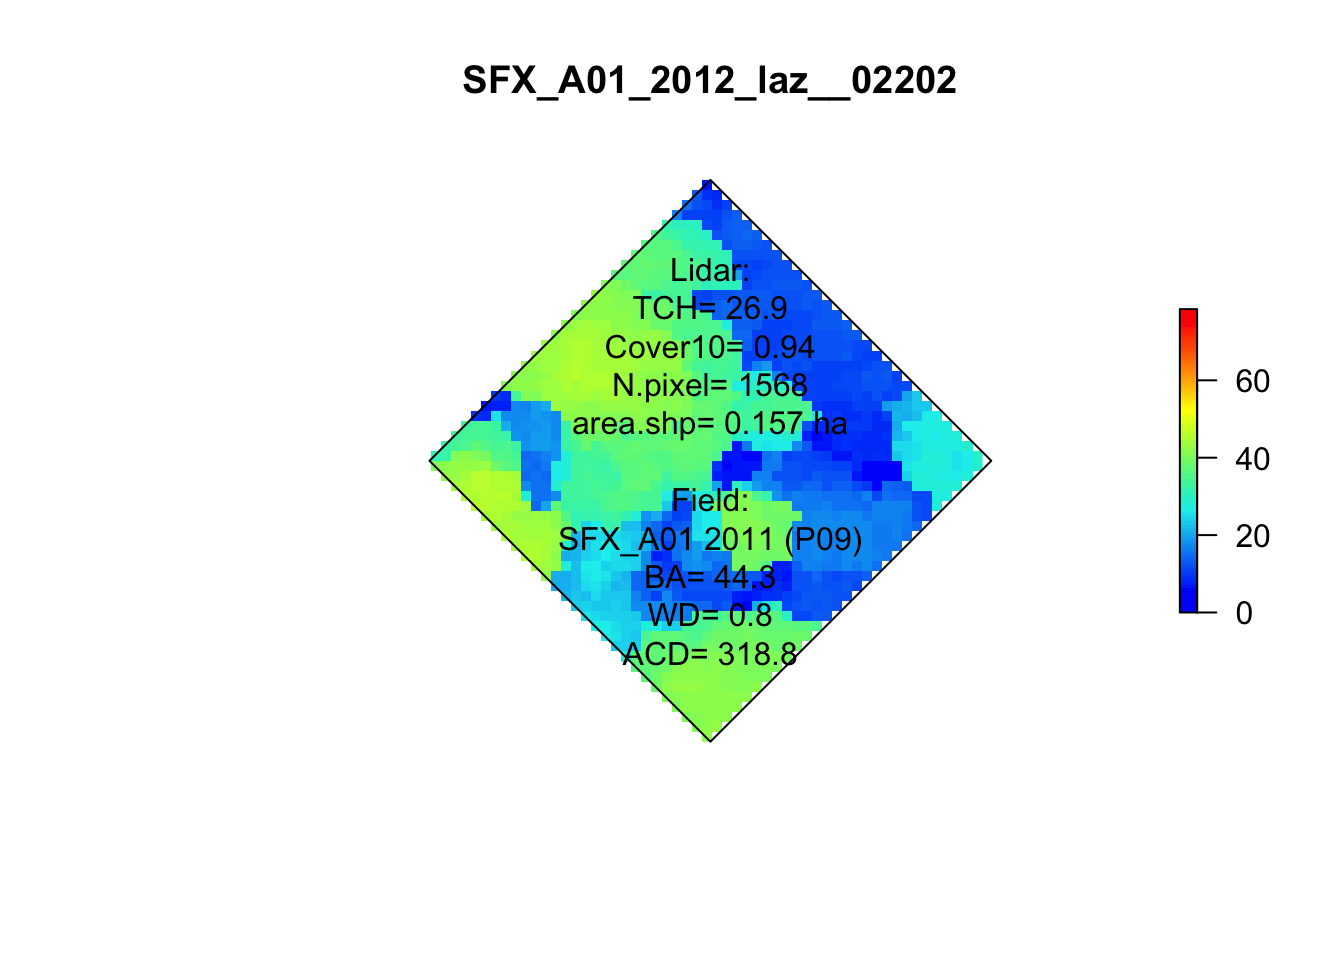 SFX_A01_2012_laz__02202
Lidar:
TCH= 26.9
Cover10= 0.94
N.pixel= 1568
area.shp= 0.157 ha
Field:
SFX_A01 2011 (P09)
BA= 44.3
WD= 0.8
ACD= 318.8
60
40
20
0